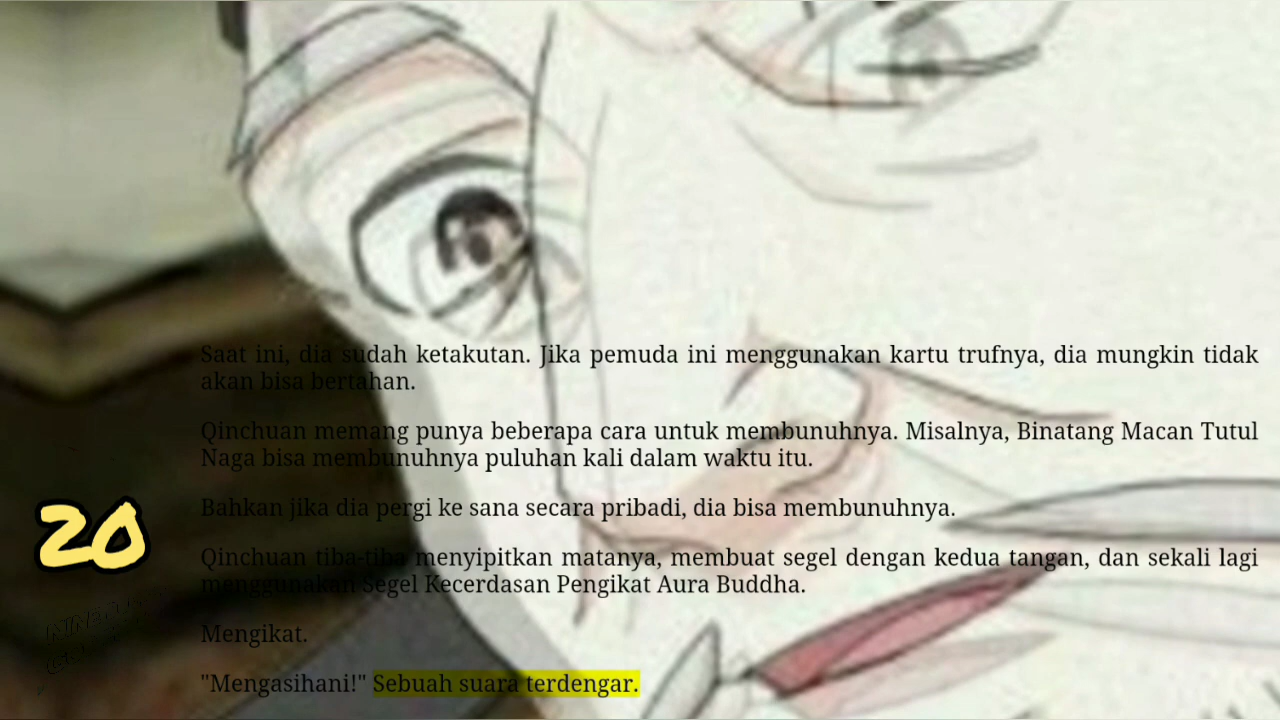 Saat ini, dia sudah ketakutan. Jika pemuda ini menggunakan kartu trufnya, dia mungkin tidak
akan bisa bertahan.
Qinchuan memang punya beberapa cara untuk membunuhnya. Misalnya, Binatang Macan Tutul
Naga bisa membunuhnya puluhan kali dalam waktu itu.
Bahkan jika dia pergi ke sana secara pribadi, dia bisa membunuhnya.
Qinchuan tiba-tiba menyipitkan matanya, membuat segel dengan kedua tangan, dan sekali lagi
menggunakan Segel Kecerdasan Pengikat Aura Buddha.
20
Mengikat.
"Mengasihani!" Sebuah suara terdengar.